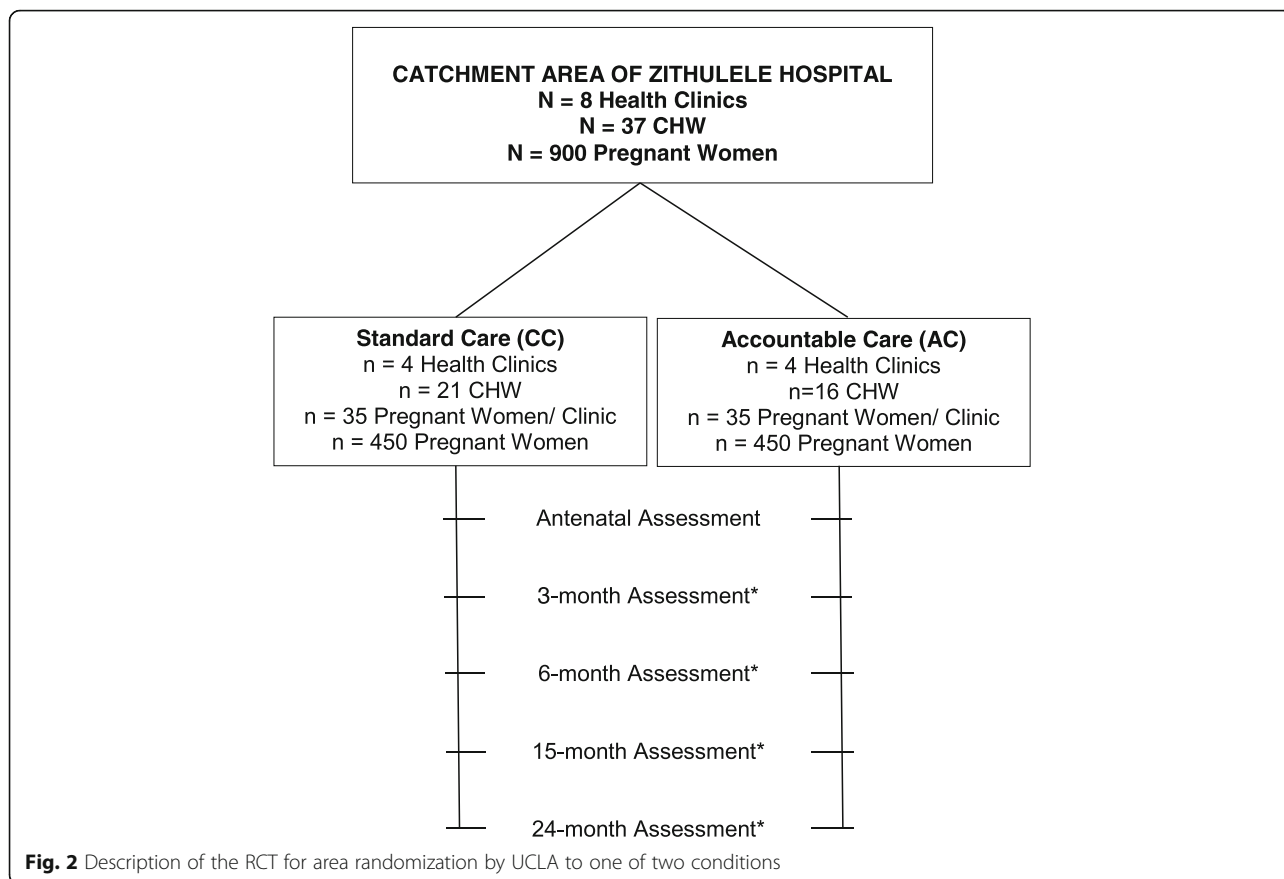 CATCHMENT AREA OF ZITHULELE HOSPITAL
N = 8 Health Clinics
N = 37 CHW
N = 900 Pregnant Women
Standard Care (CC)
n = 4 Health Clinics
n = 21 CHW
n = 35 Pregnant Women/ Clinic
n = 450 Pregnant Women
Accountable Care (AC)
n = 4 Health Clinics
n=16 CHW
n = 35 Pregnant Women/ Clinic
n = 450 Pregnant Women
Antenatal Assessment
3-month Assessment*
6-month Assessment*
15-month Assessment*
24-month Assessment*
Fig. 2 Description of the RCT for area randomization by UCLA to one of two conditions